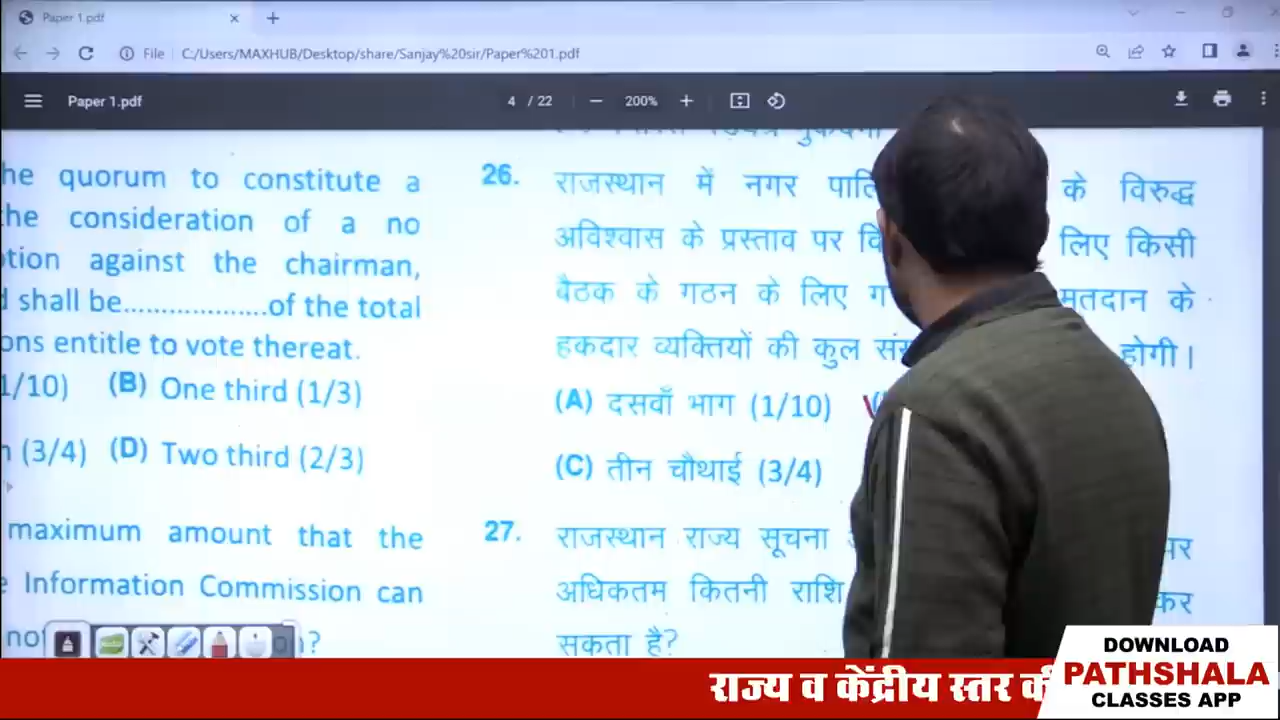 Paper 1.pdf
File C:/Users/MAXHUB/Desktop/share/Sanjay%20sir/Paper%201.pdf
Paper 1.pdf 4 / 22 200%
he quorum to constitute a
he consideration of a no
tion against the chairman,
d shall be...................of the total
ons entitle to vote thereat.
1/10) (B) One third (1/3)
(3/4) (D) Two third (2/3)
maximum amount that the
Information Commission can
26. राजस्थान में नगर के विरुद्ध
अविश्वास के प्रस्ताव पर लिए किसी
बैठक के गठन के लिए मतदान के
हकदार व्यक्तियों की कुल होगी।
(A) दसवाँ भाग (1/10)
(C) तीन चौथाई (3/4)
27. राजस्थान राज्य सूचना
अधिकतम कितनी राशि कर
सकता है?
राज्य व केंद्रीय स्तर
DOWNLOAD
PATHSHALA
CLASSES APP